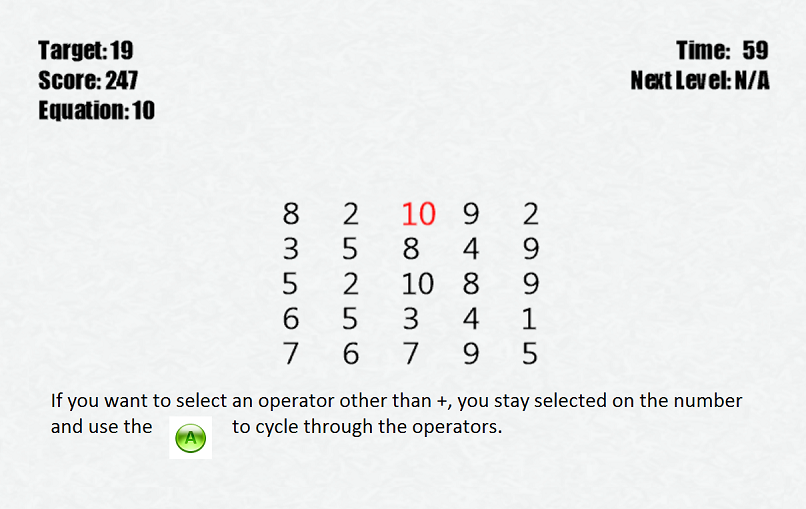 Target: 19
Time: 59
Score: 247
Next Level: N/A
Equation: 10
8 2 10 9 2
3 5 8 4 9
5 2 10 8 9
6 5 3 4 1
7 6 7 9 5
If you want to select an operator other than +, you stay selected on the number
and use the A to cycle through the operators.